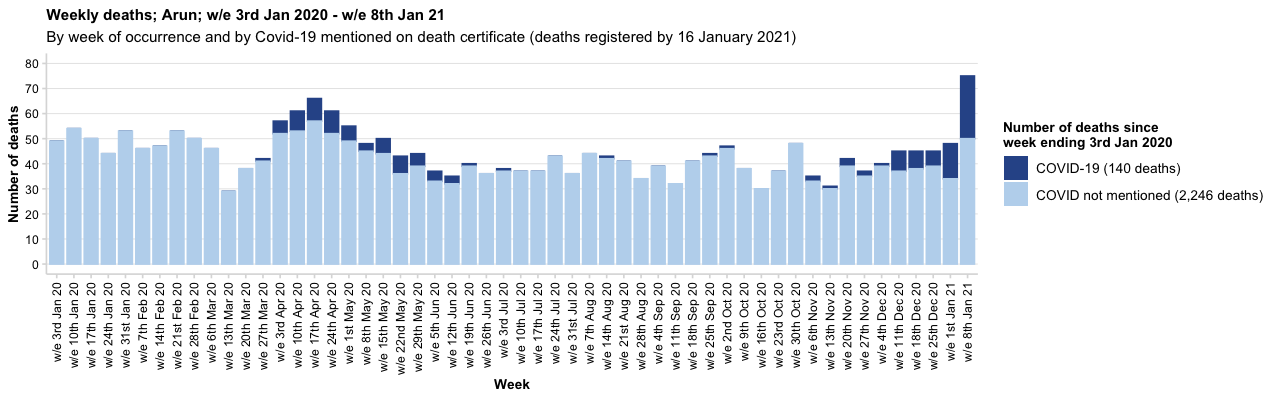 Weekly deaths; Arun; w/e 3rd Jan 2020 - w/e 8th Jan 21
By week of occurrence and by Covid-19 mentioned on death certificate (deaths registered by 16 January 2021)
Number of deaths
80
70
60
50
40
30
20
10
0
w/e 3rd Jan 20
w/e 10th Jan 20
w/e 17th Jan 20
w/e 24th Jan 20
w/e 31st Jan 20
w/e 7th Feb 20
w/e 14th Feb 20
w/e 21st Feb 20
w/e 28th Feb 20
w/e 6th Mar 20
w/e 13th Mar 20
w/e 20th Mar 20
w/e 27th Mar 20
w/e 3rd Apr 20
w/e 10th Apr 20
w/e 17th Apr 20
w/e 24th Apr 20
w/e 1st May 20
w/e 8th May 20
w/e 15th May 20
w/e 22nd May 20
w/e 29th May 20
w/e 5th Jun 20
w/e 12th Jun 20
w/e 19th Jun 20
w/e 26th Jun 20
w/e 3rd Jul 20
w/e 10th Jul 20
w/e 17th Jul 20
w/e 24th Jul 20
w/e 31st Jul 20
w/e 7th Aug 20
w/e 14th Aug 20
w/e 21st Aug 20
w/e 28th Aug 20
w/e 4th Sep 20
w/e 11th Sep 20
w/e 18th Sep 20
w/e 25th Sep 20
w/e 2nd Oct 20
w/e 9th Oct 20
w/e 16th Oct 20
w/e 23rd Oct 20
w/e 30th Oct 20
w/e 6th Nov 20
w/e 13th Nov 20
w/e 20th Nov 20
w/e 27th Nov 20
w/e 4th Dec 20
w/e 11th Dec 20
w/e 18th Dec 20
w/e 25th Dec 20
w/e 1st Jan 21
w/e 8th Jan 21
Week
Number of deaths since
week ending 3rd Jan 2020
COVID-19 (140 deaths)
COVID not mentioned (2,246 deaths)